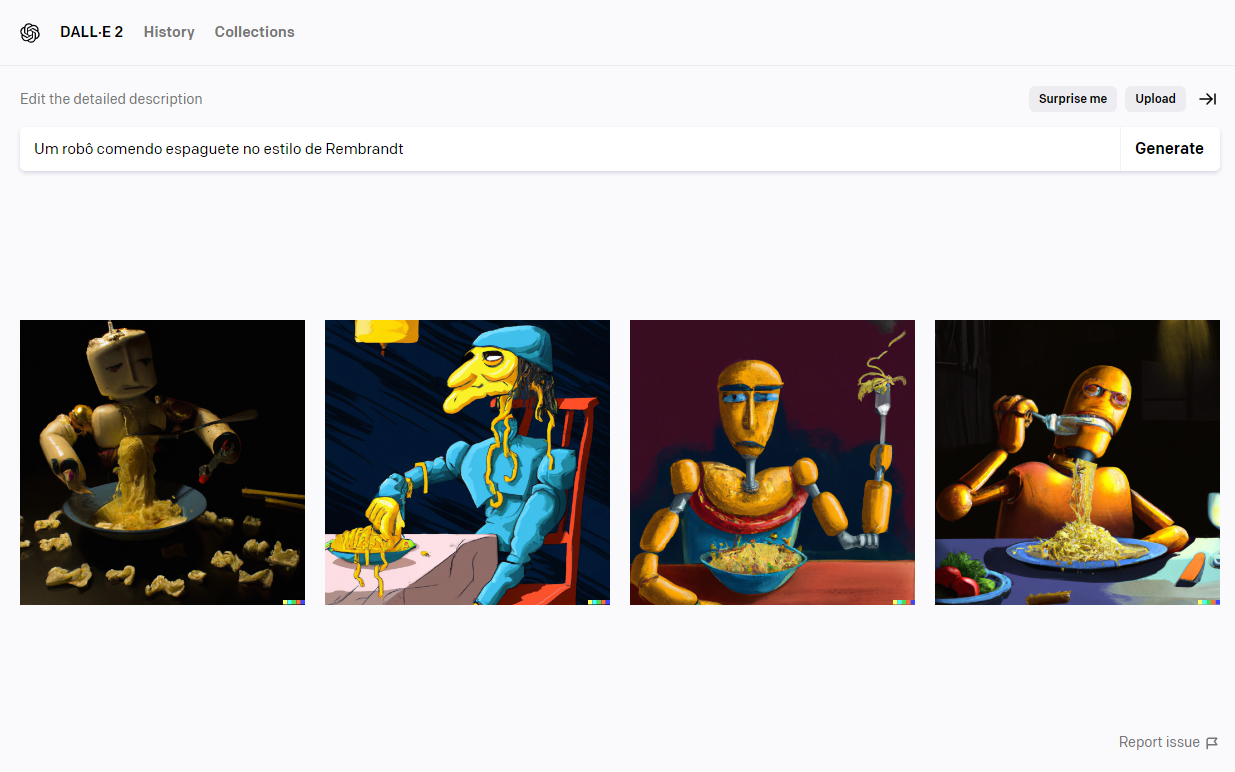 DALL·E 2 History Collections
Edit the detailed description Surprise me Upload
Um robô comendo espaguete no estilo de Rembrandt Generate
Report issue